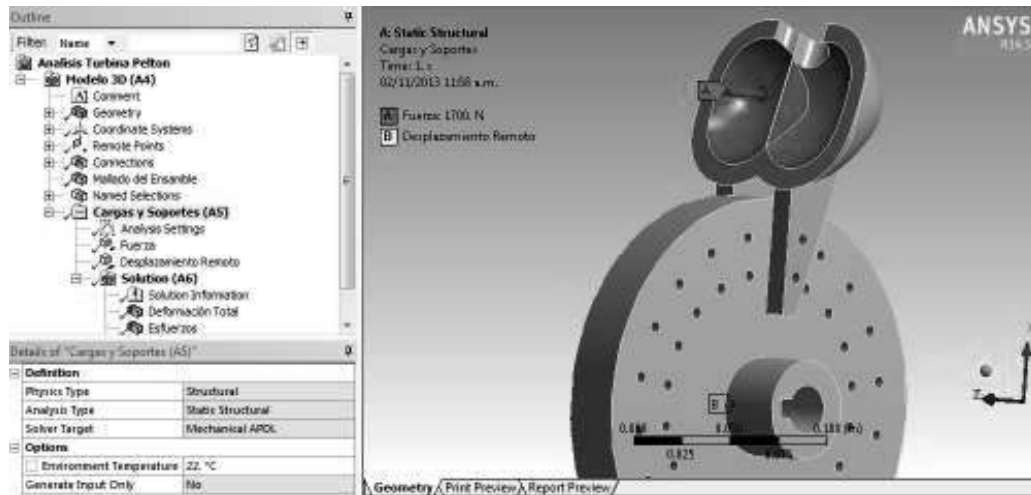 Outline
Filter: Name
Analisis Turbina Pelton
Modelo 3D (A4)
Comment
Geometry
Coordinate Systems
Remote Points
Connections
Mallado del Ensamble
Named Selections
Cargas y Soportes (A5)
Analysis Settings
Fuerza
Desplazamiento Remoto
Solution (A6)
Solution Information
Deformación Total
Esfuerzos
Details of "Cargas y Soportes (A5)"
Definition
Physics Type Structural
Analysis Type Static Structural
Solver Target Mechanical APDL
Options
Environment Temperature 22. °C
Generate Input Only No
A: Static Structural
Cargas y Soportes
Time: 1. s
02/11/2013 11:58 a.m.
A Fuerza: 1700. N
B Desplazamiento Remoto
ANSYS
A
B
0.100 (m)
0.025
Z
Geometry Print Preview Report Preview